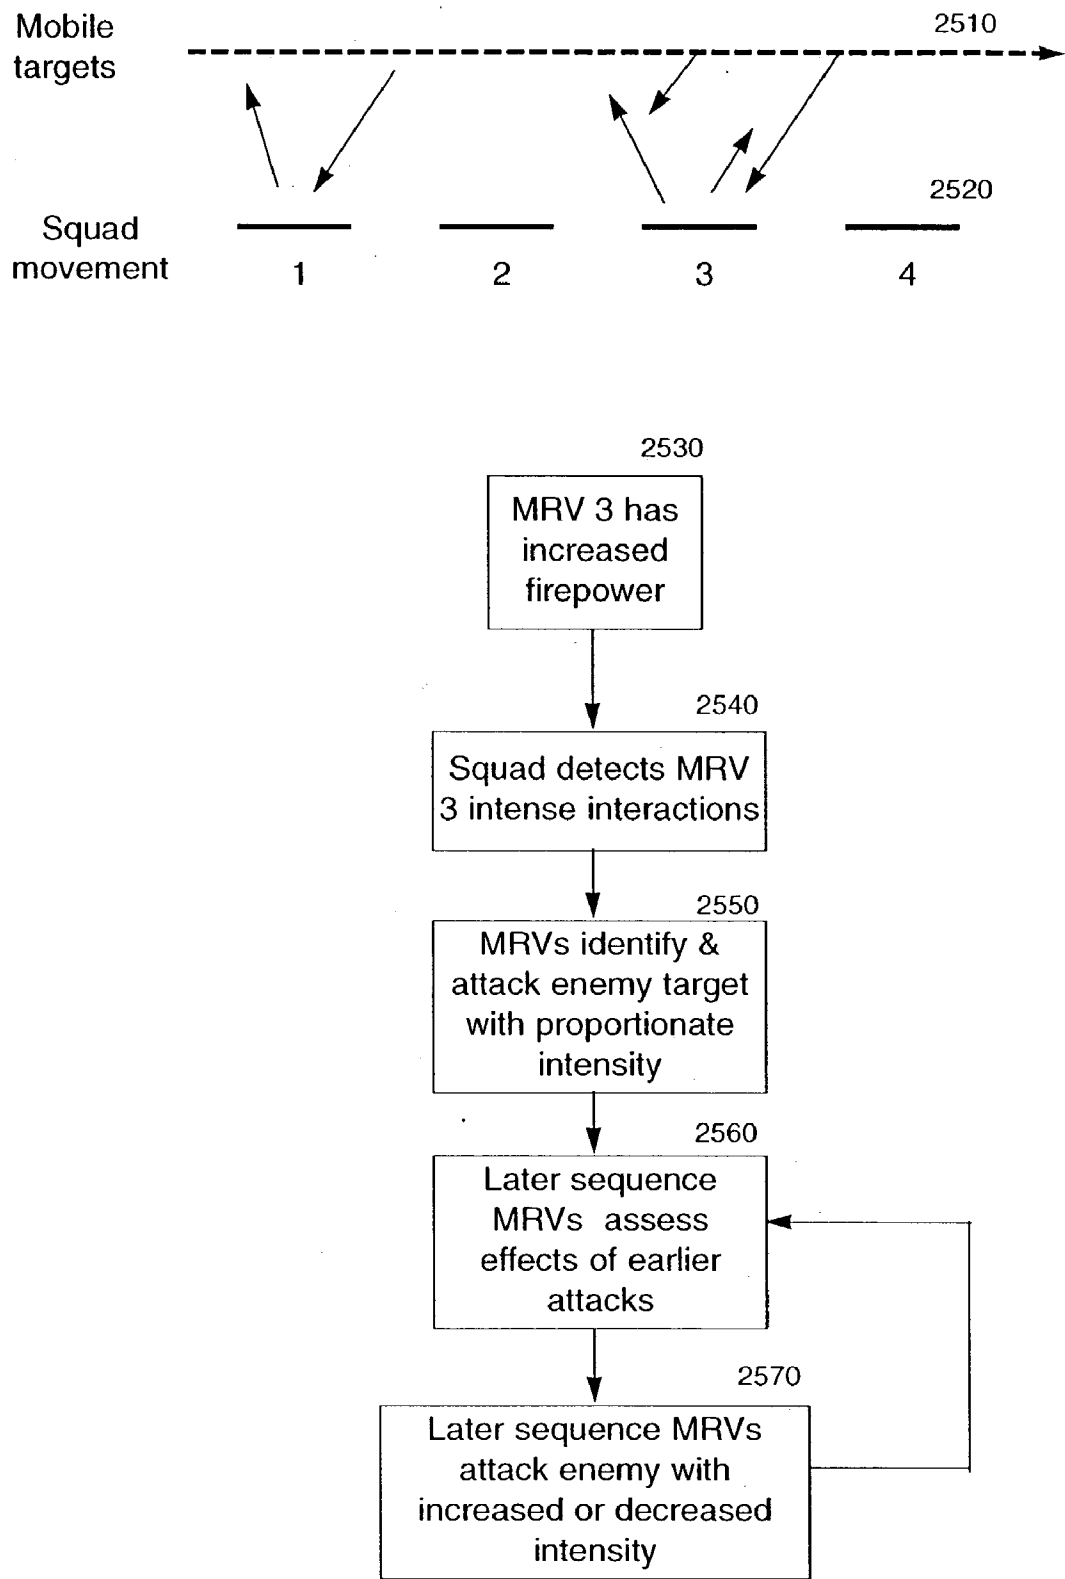 Mobile
targets
2510
2520
Squad
movement
1 2 3 4
2530
MRV 3 has
increased
firepower
2540
Squad detects MRV
3 intense interactions
2550
MRVs identify &
attack enemy target
with proportionate
intensity
2560
Later sequence
MRVs assess
effects of earlier
attacks
2570
Later sequence MRVs
attack enemy with
increased or decreased
intensity